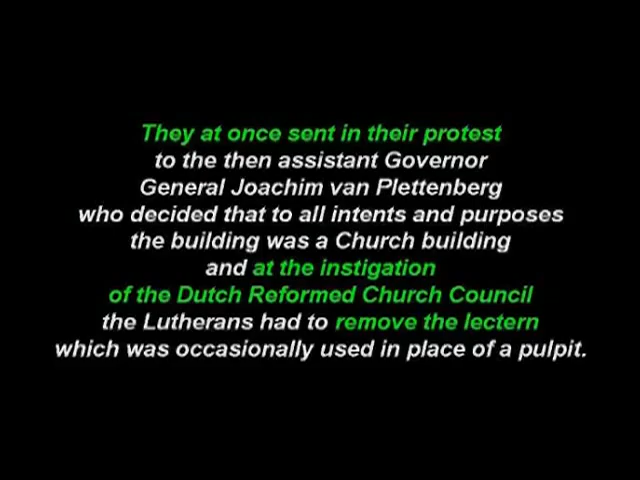 They at once sent in their protest
to the then assistant Governor
General Joachim van Plettenberg
who decided that to all intents and purposes
the building was a Church building
and at the instigation
of the Dutch Reformed Church Council
the Lutherans had to remove the lectern
which was occasionally used in place of a pulpit.